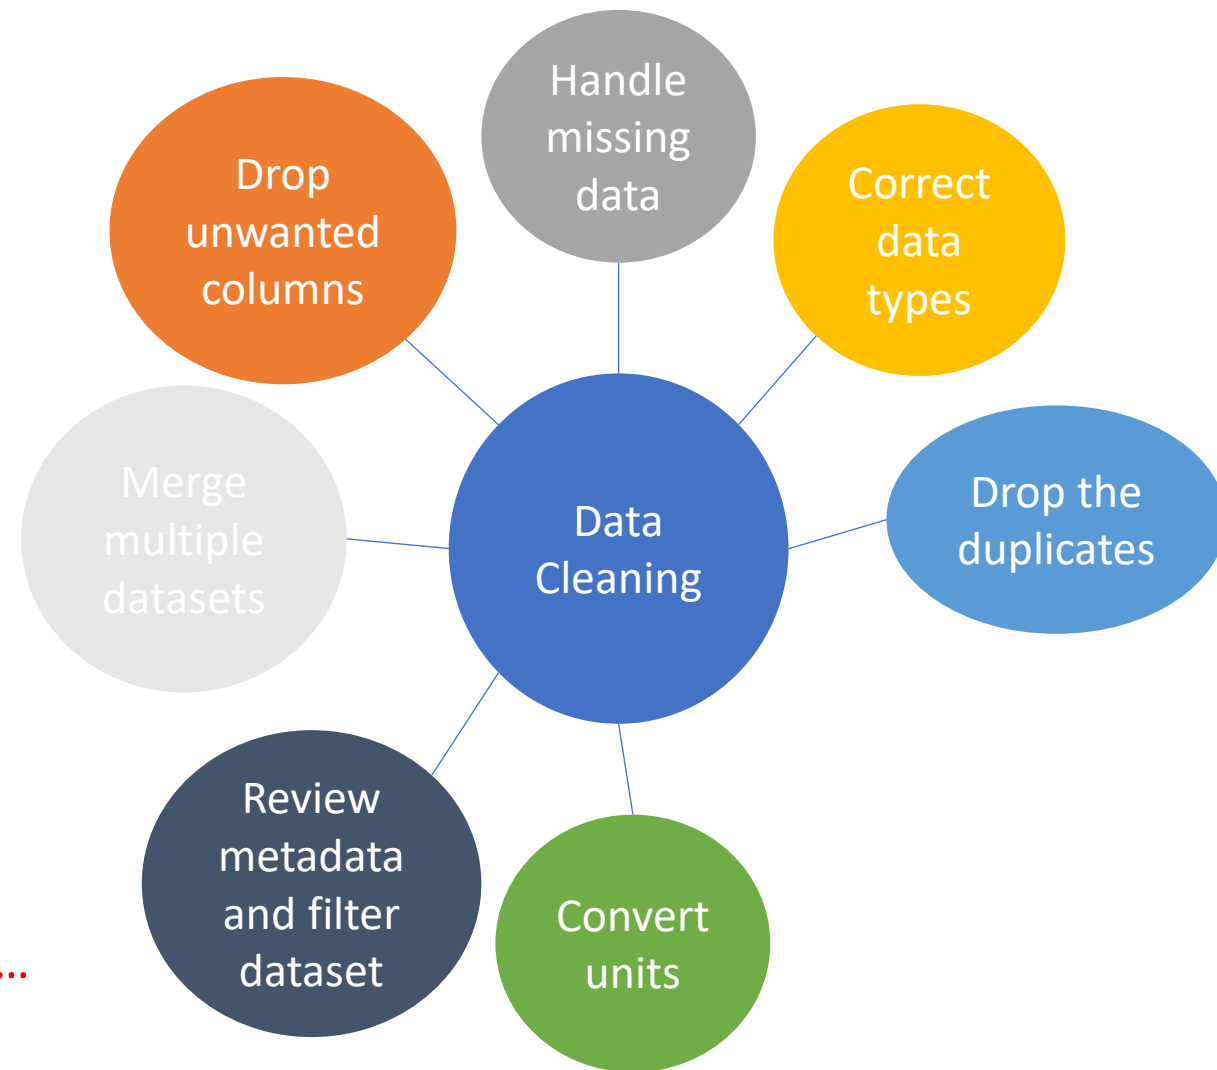 Handle
missing
data
Correct
data
types
Drop
unwanted
columns
Drop the
duplicates
Merge
multiple
datasets
Data
Cleaning
Review
metadata
and filter
dataset
Convert
units
...